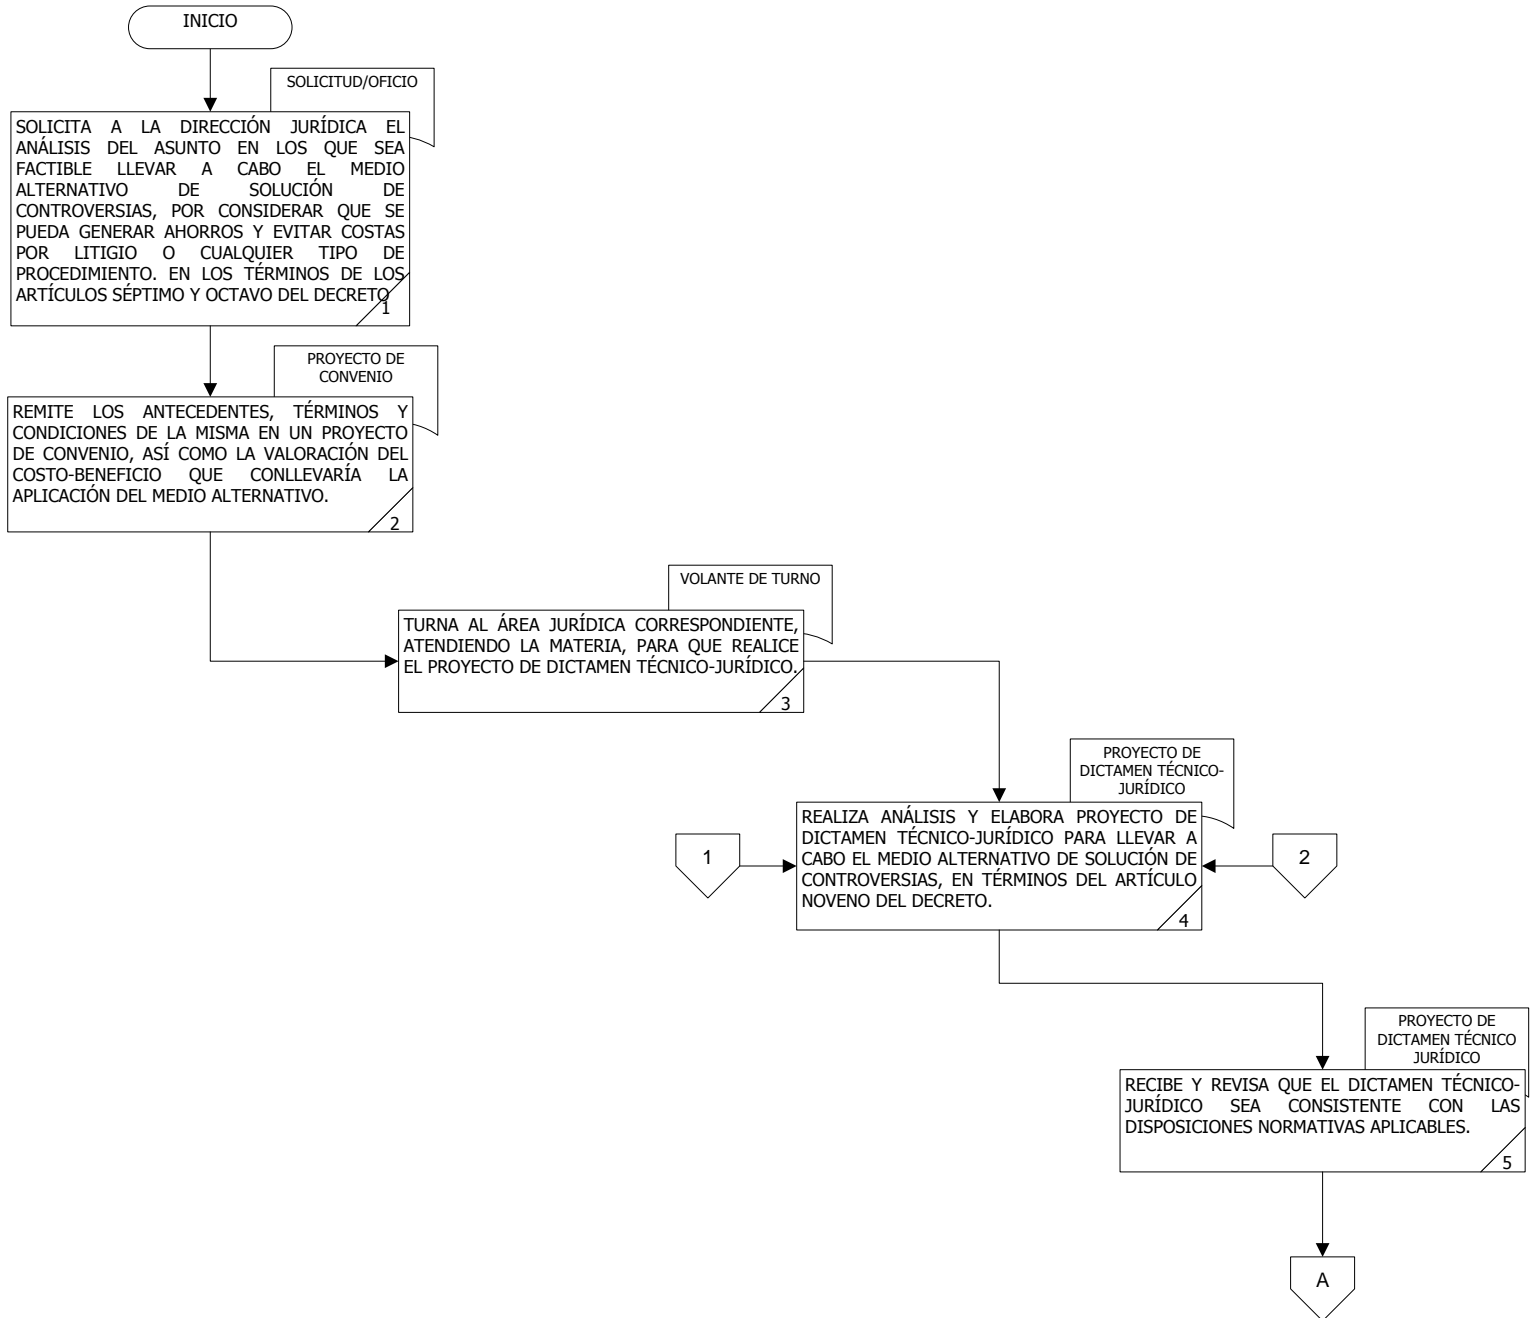 INICIO
SOLICITUD/OFICIO
SOLICITA A LA DIRECCIÓN JURÍDICA EL
ANÁLISIS DEL ASUNTO EN LOS QUE SEA
FACTIBLE LLEVAR A CABO EL MEDIO
ALTERNATIVO DE SOLUCIÓN DE
CONTROVERSIAS, POR CONSIDERAR QUE SE
PUEDA GENERAR AHORROS Y EVITAR COSTAS
POR LITIGIO O CUALQUIER TIPO DE
PROCEDIMIENTO. EN LOS TÉRMINOS DE LOS
ARTÍCULOS SÉPTIMO Y OCTAVO DEL DECRETO
1
PROYECTO DE
CONVENIO
REMITE LOS ANTECEDENTES, TÉRMINOS Y
CONDICIONES DE LA MISMA EN UN PROYECTO
DE CONVENIO, ASÍ COMO LA VALORACIÓN DEL
COSTO-BENEFICIO QUE CONLLEVARÍA LA
APLICACIÓN DEL MEDIO ALTERNATIVO.
2
VOLANTE DE TURNO
TURNA AL ÁREA JURÍDICA CORRESPONDIENTE,
ATENDIENDO LA MATERIA, PARA QUE REALICE
EL PROYECTO DE DICTAMEN TÉCNICO-JURÍDICO.
3
PROYECTO DE
DICTAMEN TÉCNICO-
JURÍDICO
1
REALIZA ANÁLISIS Y ELABORA PROYECTO DE
DICTAMEN TÉCNICO-JURÍDICO PARA LLEVAR A
CABO EL MEDIO ALTERNATIVO DE SOLUCIÓN DE
CONTROVERSIAS, EN TÉRMINOS DEL ARTÍCULO
NOVENO DEL DECRETO.
4
2
PROYECTO DE
DICTAMEN TÉCNICO
JURÍDICO
RECIBE Y REVISA QUE EL DICTAMEN TÉCNICO-
JURÍDICO SEA CONSISTENTE CON LAS
DISPOSICIONES NORMATIVAS APLICABLES.
5
A